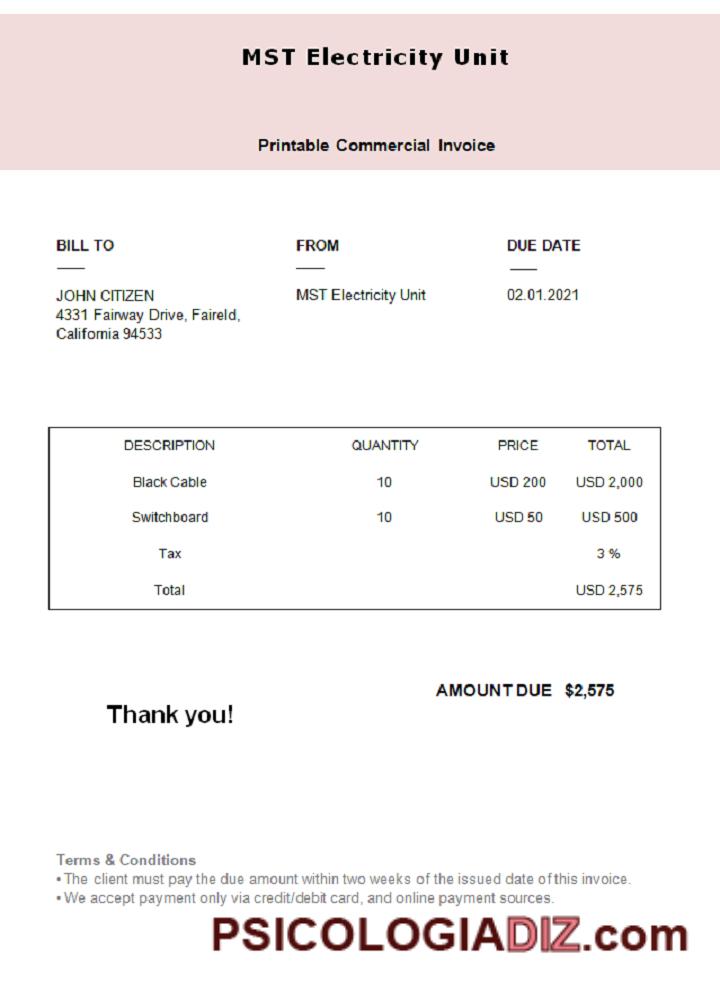 MST Electricity Unit
Printable Commercial Invoice
BILL TO FROM DUE DATE
JOHN CITIZEN MST Electricity Unit 02.01.2021
4331 Fairway Drive, Faireld,
California 94533
DESCRIPTION QUANTITY PRICE TOTAL
Black Cable 10 USD 200 USD 2,000
Switchboard 10 USD 50 USD 500
Tax 3 %
Total USD 2,575
AMOUNT DUE $2,575
Thank you!
Terms & Conditions
• The client must pay the due amount within two weeks of the issued date of this invoice.
• We accept payment only via credit/debit card, and online payment sources.
PSICOLOGIADIZ.com